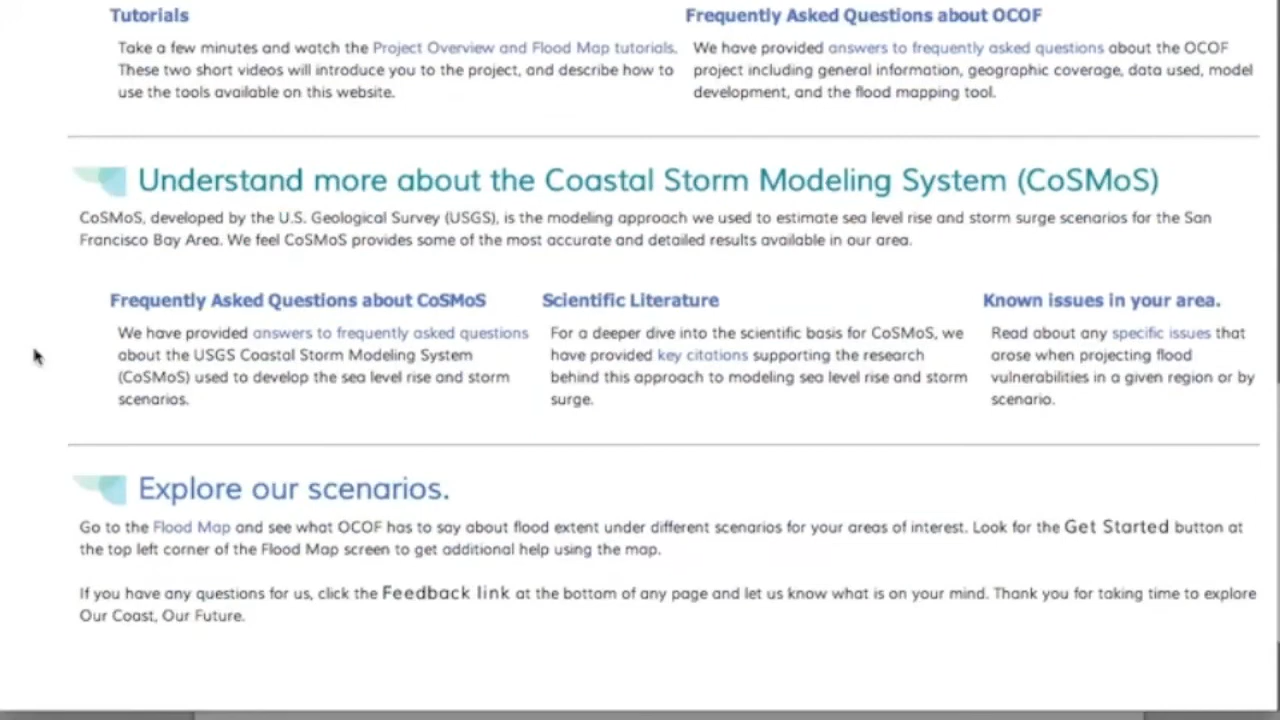 Tutorials
Take a few minutes and watch the Project Overview and Flood Map tutorials.
These two short videos will introduce you to the project, and describe how to
use the tools available on this website.
Frequently Asked Questions about OCOF
We have provided answers to frequently asked questions about the OCOF
project including general information, geographic coverage, data used, model
development, and the flood mapping tool.
Understand more about the Coastal Storm Modeling System (CoSMoS)
CoSMoS, developed by the U.S. Geological Survey (USGS), is the modeling approach we used to estimate sea level rise and storm surge scenarios for the San
Francisco Bay Area. We feel CoSMoS provides some of the most accurate and detailed results available in our area.
Frequently Asked Questions about CoSMoS
We have provided answers to frequently asked questions
about the USGS Coastal Storm Modeling System
(CoSMoS) used to develop the sea level rise and storm
scenarios.
Scientific Literature
For a deeper dive into the scientific basis for CoSMoS, we
have provided key citations supporting the research
behind this approach to modeling sea level rise and storm
surge.
Known issues in your area.
Read about any specific issues that
arose when projecting flood
vulnerabilities in a given region or by
scenario.
Explore our scenarios.
Go to the Flood Map and see what OCOF has to say about flood extent under different scenarios for your areas of interest. Look for the Get Started button at
the top left corner of the Flood Map screen to get additional help using the map.
If you have any questions for us, click the Feedback link at the bottom of any page and let us know what is on your mind. Thank you for taking time to explore
Our Coast, Our Future.